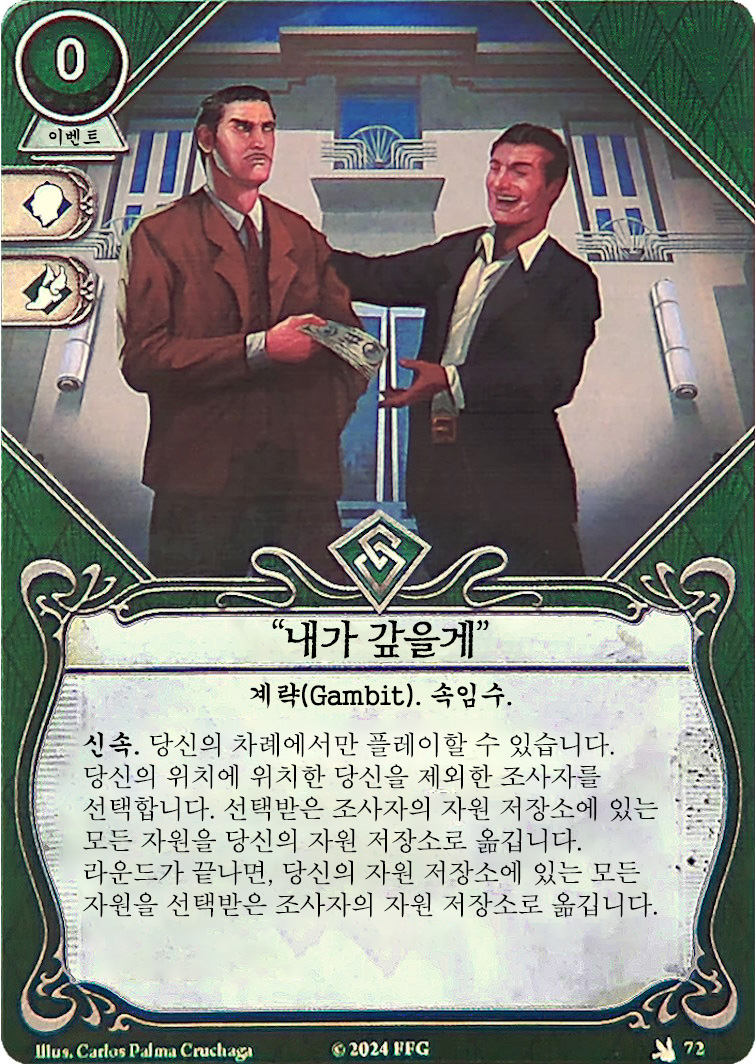 0
이벤트
“내가 갚을게”
계략(Gambit). 속임수.
신속. 당신의 차례에서만 플레이할 수 있습니다.
당신의 위치에 위치한 당신을 제외한 조사자를
선택합니다. 선택받은 조사자의 자원 저장소에 있는
모든 자원을 당신의 자원 저장소로 옮깁니다.
라운드가 끝나면, 당신의 자원 저장소에 있는 모든
자원을 선택받은 조사자의 자원 저장소로 옮깁니다.
Illus. Carlos Palma Cruchaga © 2024 FFG 72